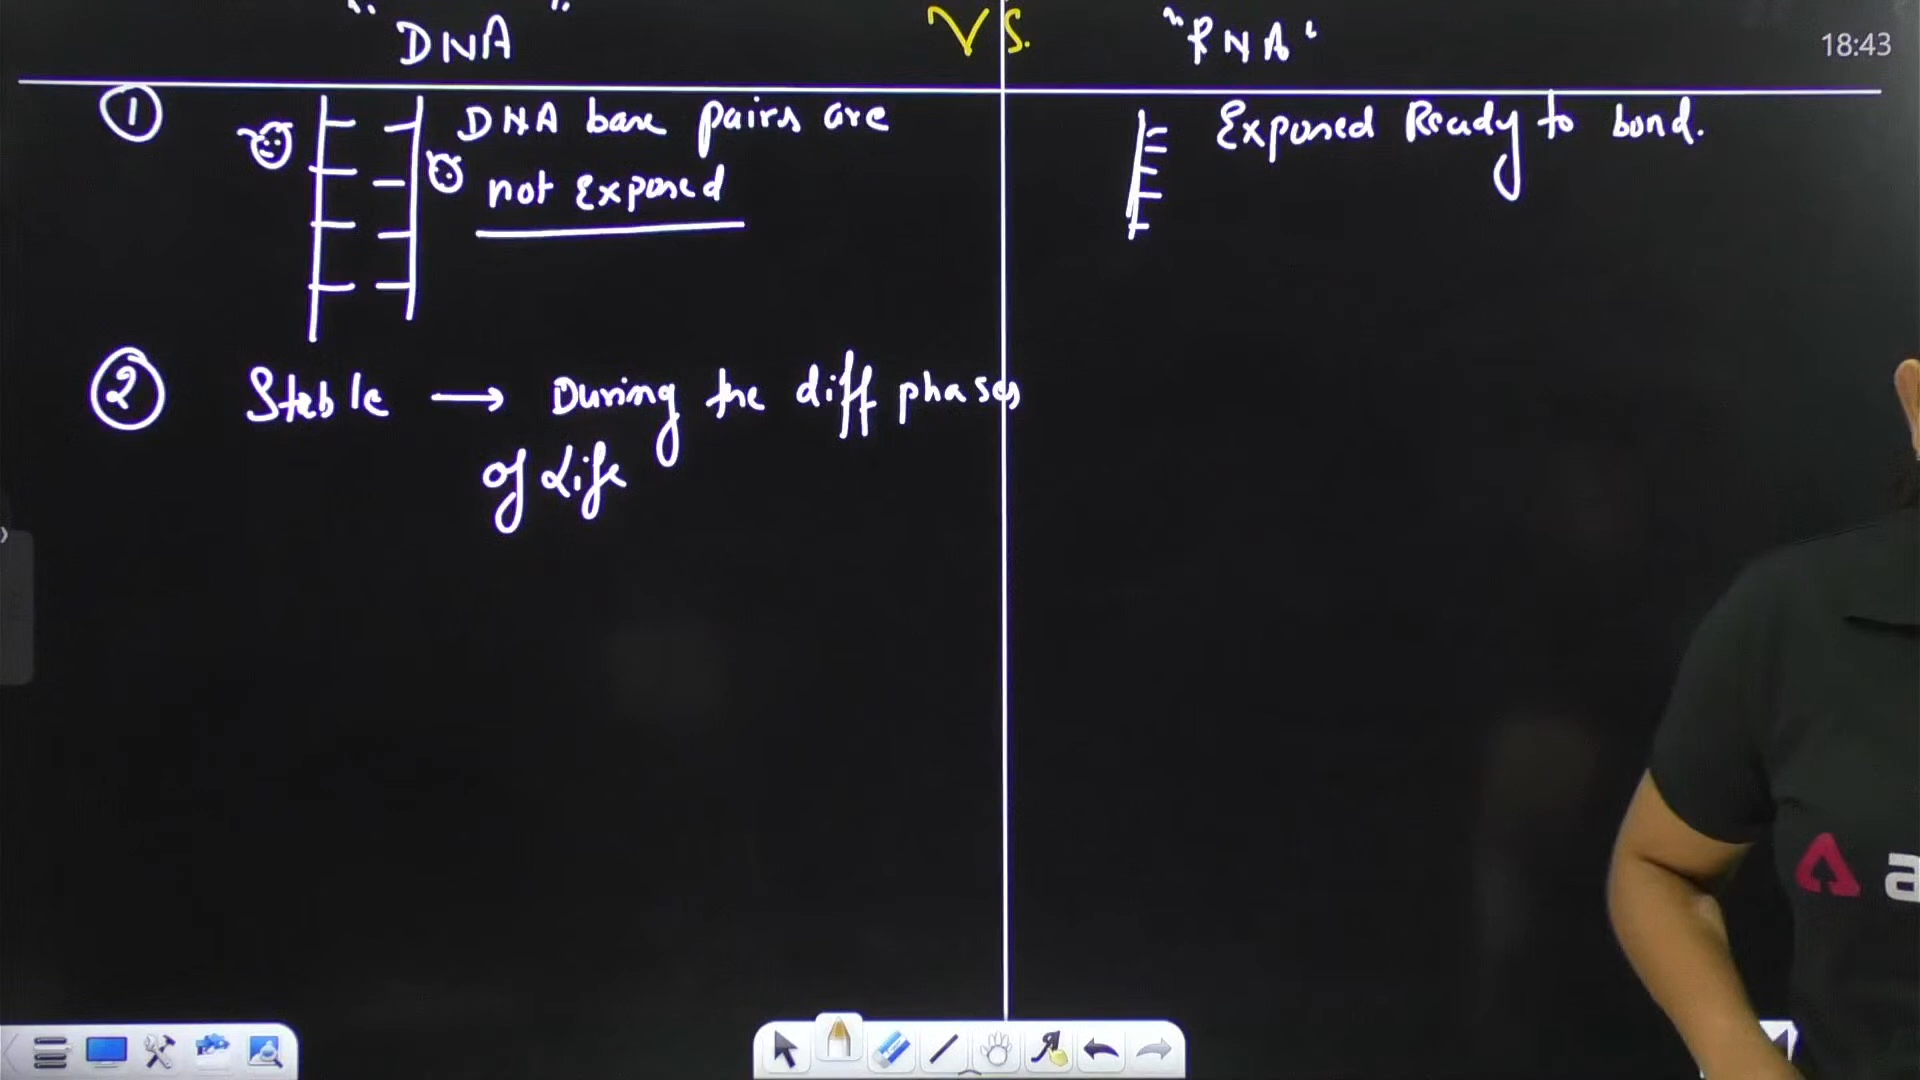 "DNA" VS. "RNA"
18:43
① DNA base pairs are
not Exposed
Exposed Ready to bond.
② Stable → During the diff phases
of Life
a